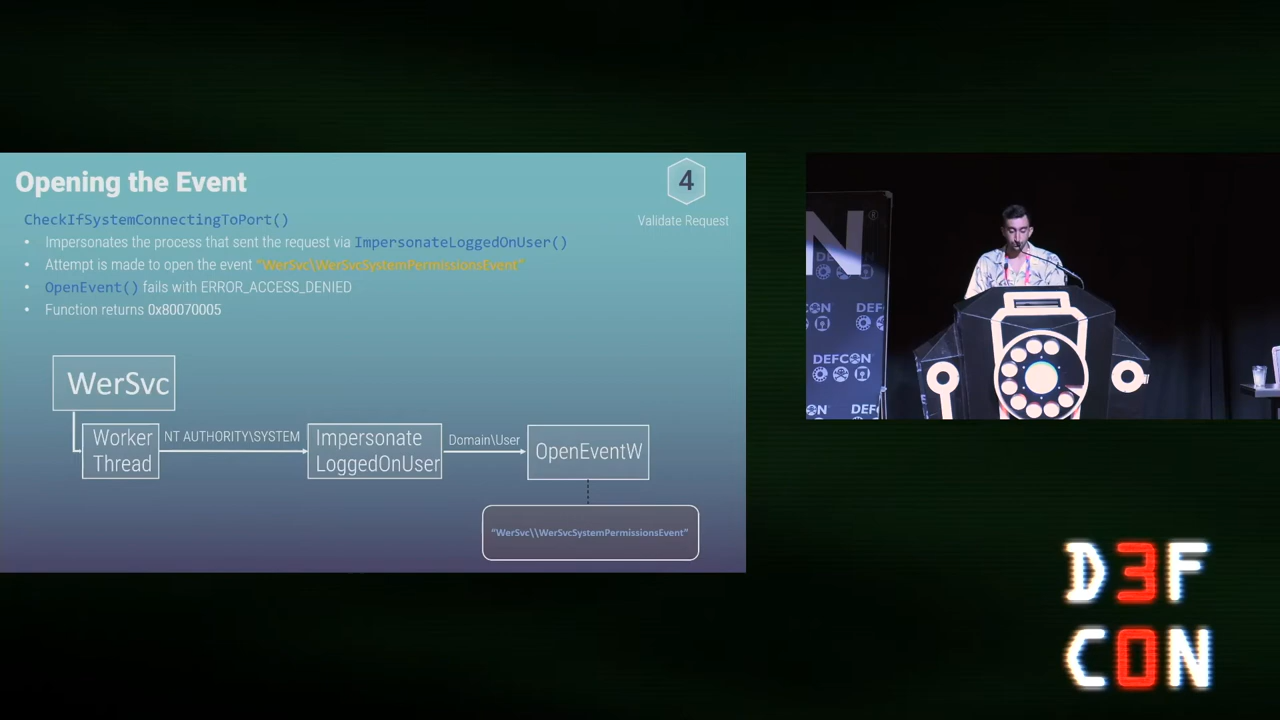 Opening the Event
4
Validate Request
CheckIfSystemConnectingToPort()
• Impersonates the process that sent the request via ImpersonateLoggedOnUser()
• Attempt is made to open the event "WerSvc\WerSvcSystemPermissionsEvent"
• OpenEvent() fails with ERROR_ACCESS_DENIED
• Function returns 0x80070005
WerSvc
Worker
Thread
NT AUTHORITY\SYSTEM
Impersonate
LoggedOnUser
Domain\User
OpenEventW
"WerSvc\\WerSvcSystemPermissionsEvent"
N
DEFCON
D3F
C0N